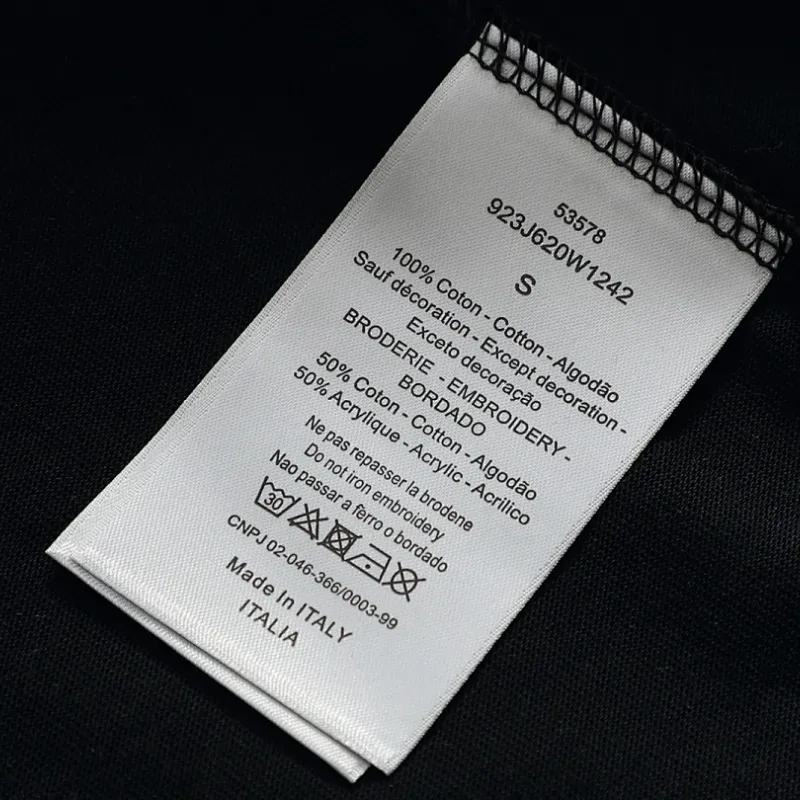 53578
923J620W1242
S
100% Coton - Cotton - Algodão
Sauf décoration - Except decoration -
Exceto decoração
BRODERIE - EMBROIDERY -
BORDADO
50% Coton - Cotton - Algodão
50% Acrylique - Acrylic - Acrilico
Ne pas repasser la brodene
Do not iron embroidery
Nao passar a ferro o bordado
30
CNPJ 02-046-366/0003-99
Made In ITALY
ITALIA